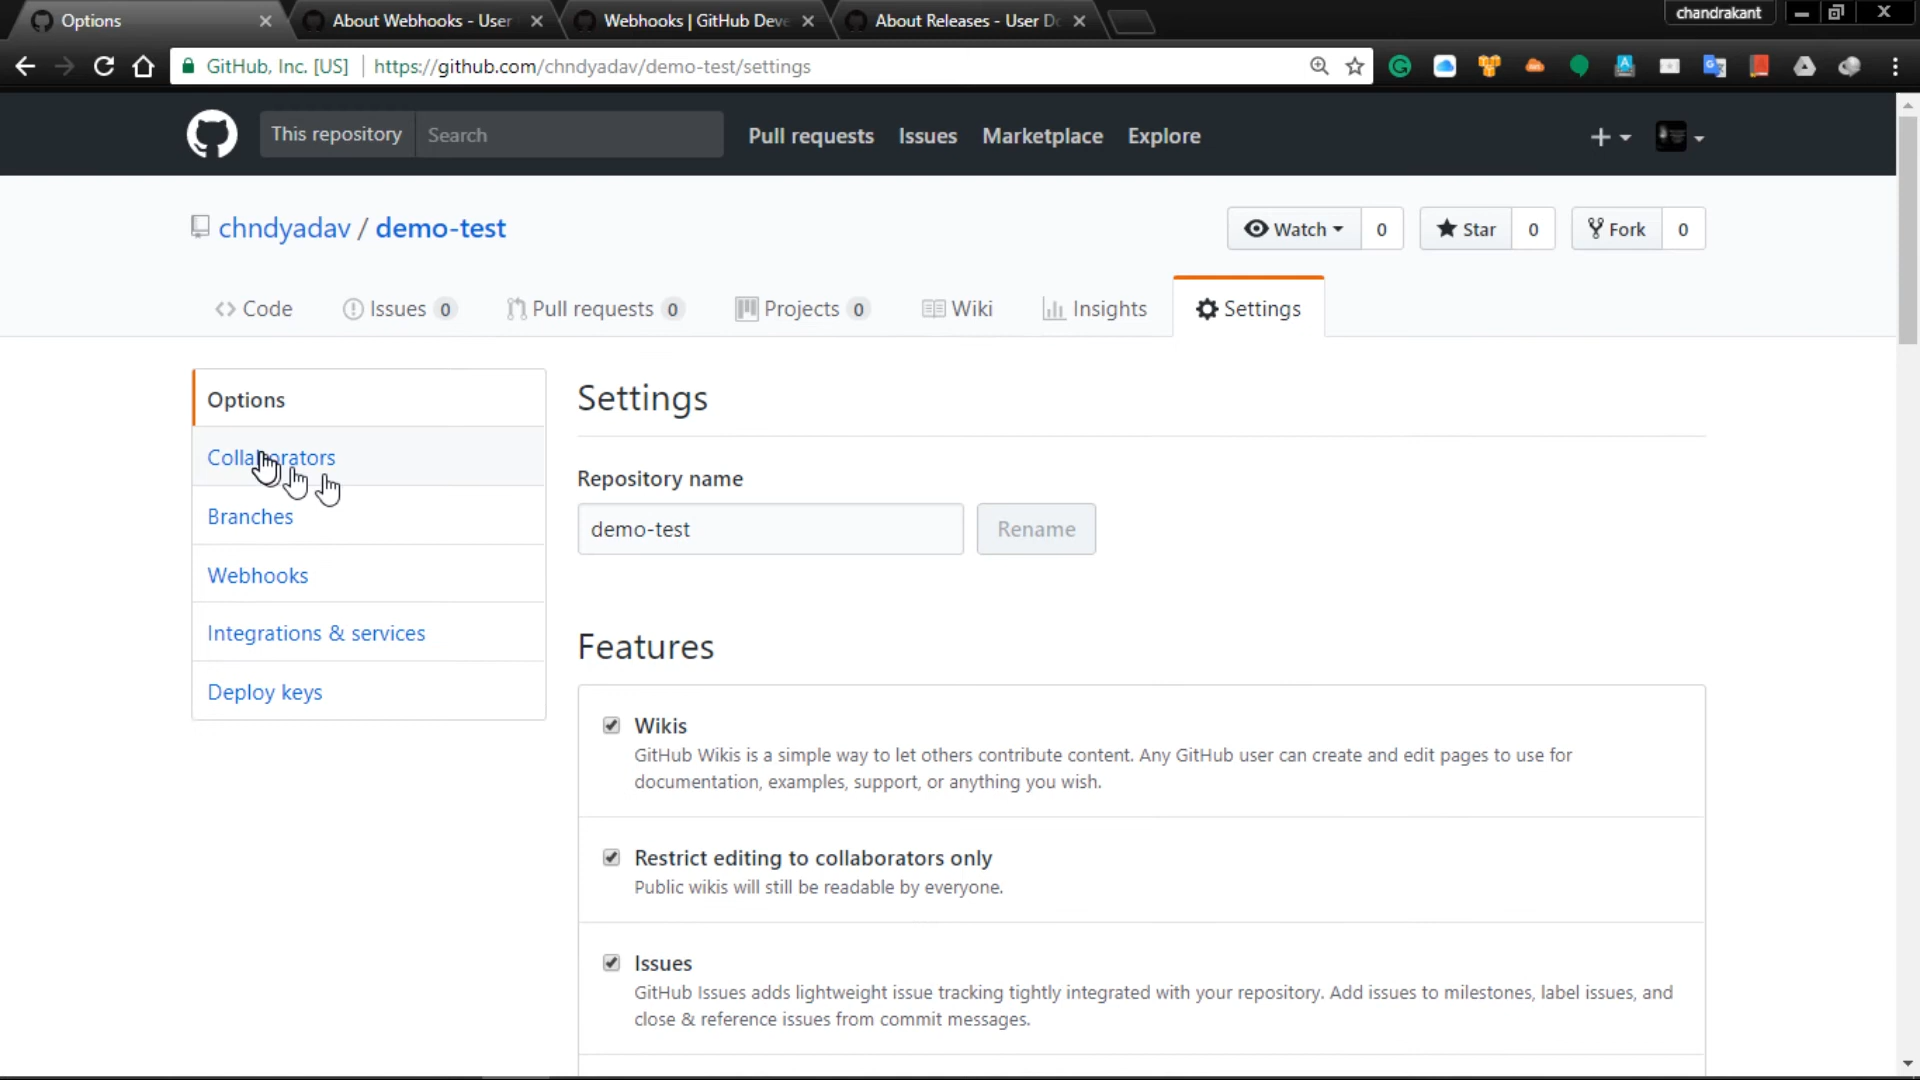 Options
About Webhooks - User
Webhooks | GitHub Deve
About Releases - User Do
chandrakant
GitHub, Inc. [US]
https://github.com/chndyadav/demo-test/settings
This repository
Search
Pull requests
Issues
Marketplace
Explore
chndyadav / demo-test
Watch 0
Star 0
Fork 0
Code
Issues 0
Pull requests 0
Projects 0
Wiki
Insights
Settings
Options
Collaborators
Branches
Webhooks
Integrations & services
Deploy keys
Settings
Repository name
demo-test
Rename
Features
Wikis
GitHub Wikis is a simple way to let others contribute content. Any GitHub user can create and edit pages to use for
documentation, examples, support, or anything you wish.
Restrict editing to collaborators only
Public wikis will still be readable by everyone.
Issues
GitHub Issues adds lightweight issue tracking tightly integrated with your repository. Add issues to milestones, label issues, and
close & reference issues from commit messages.